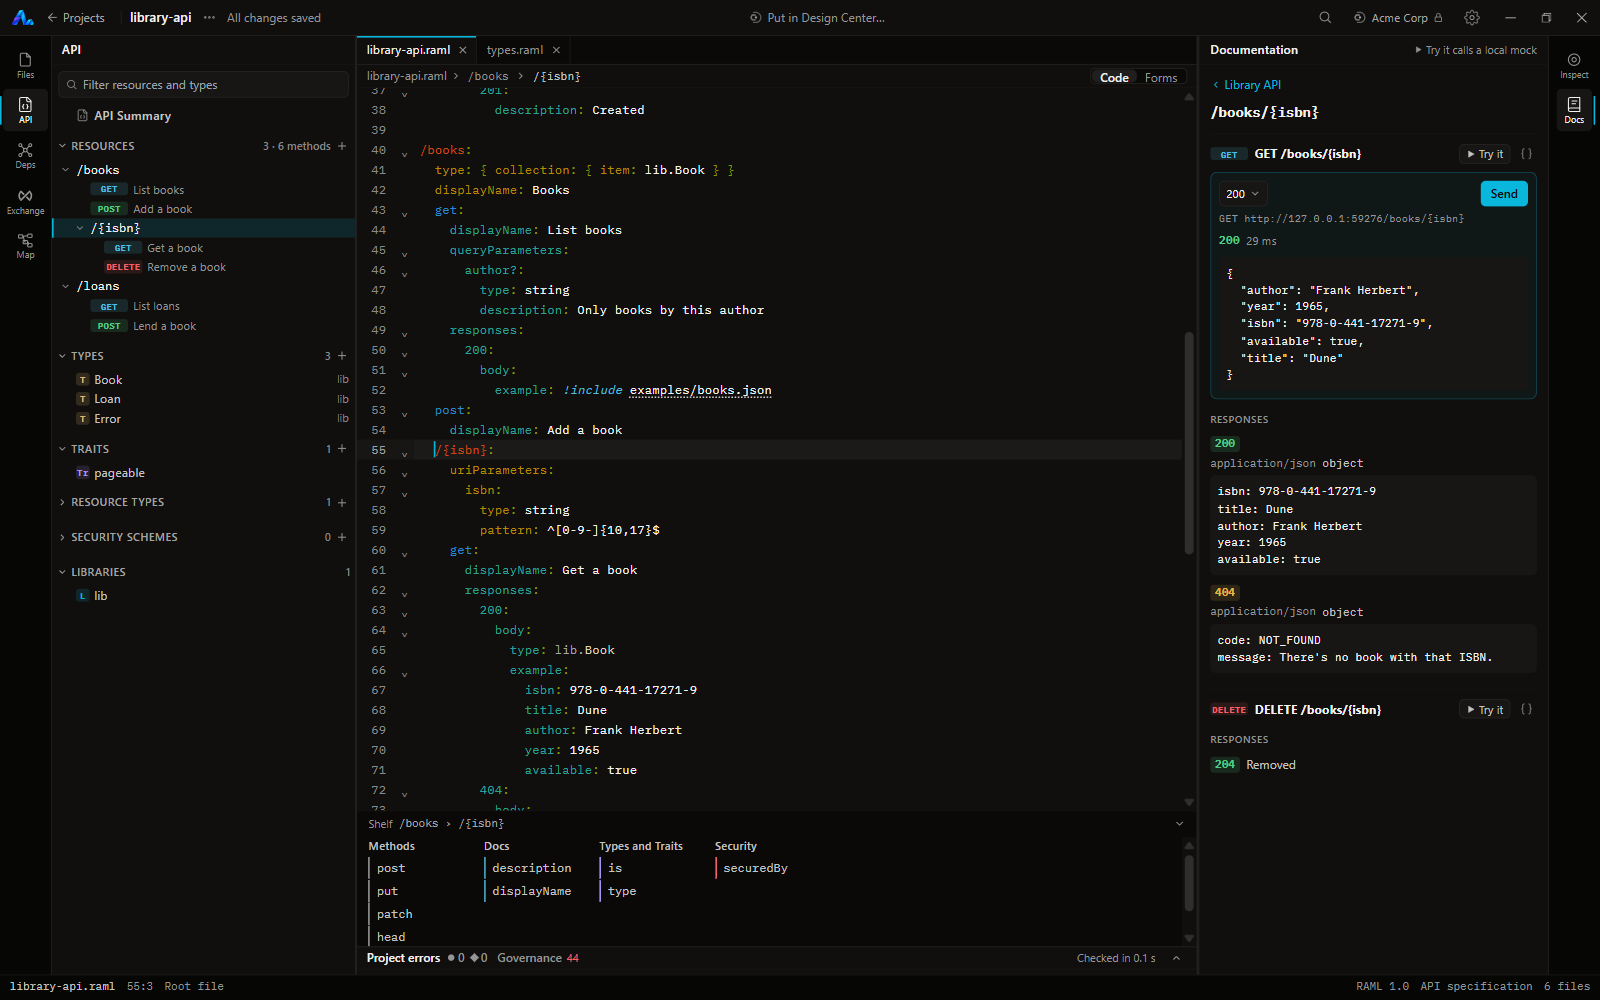 Projects
library-api
All changes saved
Put in Design Center...
Acme Corp
Files
API
Deps
Exchange
Map
API
Filter resources and types
API Summary
RESOURCES 3 · 6 methods
/books
GET List books
POST Add a book
/{isbn}
GET Get a book
DELETE Remove a book
/loans
GET List loans
POST Lend a book
TYPES 3
T Book lib
T Loan lib
T Error lib
TRAITS 1
Tr pageable
RESOURCE TYPES 1
SECURITY SCHEMES 0
LIBRARIES 1
L lib
library-api.raml
types.raml
library-api.raml > /books > /{isbn}
Code Forms
37 201:
38 description: Created
39
40 /books:
41 type: { collection: { item: lib.Book } }
42 displayName: Books
43 get:
44 displayName: List books
45 queryParameters:
46 author?:
47 type: string
48 description: Only books by this author
49 responses:
50 200:
51 body:
52 example: !include examples/books.json
53 post:
54 displayName: Add a book
55 /{isbn}:
56 uriParameters:
57 isbn:
58 type: string
59 pattern: ^[0-9-]{10,17}$
60 get:
61 displayName: Get a book
62 responses:
63 200:
64 body:
65 type: lib.Book
66 example:
67 isbn: 978-0-441-17271-9
68 title: Dune
69 author: Frank Herbert
70 year: 1965
71 available: true
72 404:
73 body:
Shelf /books > /{isbn}
Methods Docs Types and Traits Security
post description is securedBy
put displayName type
patch
head
Project errors 0 0 Governance 44
Checked in 0.1 s
Documentation
Try it calls a local mock
Library API
/books/{isbn}
GET GET /books/{isbn} Try it {}
200 Send
GET http://127.0.0.1:59276/books/{isbn}
200 29 ms
{
"author": "Frank Herbert",
"year": 1965,
"isbn": "978-0-441-17271-9",
"available": true,
"title": "Dune"
}
RESPONSES
200
application/json object
isbn: 978-0-441-17271-9
title: Dune
author: Frank Herbert
year: 1965
available: true
404
application/json object
code: NOT_FOUND
message: There's no book with that ISBN.
DELETE DELETE /books/{isbn} Try it {}
RESPONSES
204 Removed
Inspect
Docs
library-api.raml 55:3 Root file
RAML 1.0 API specification 6 files